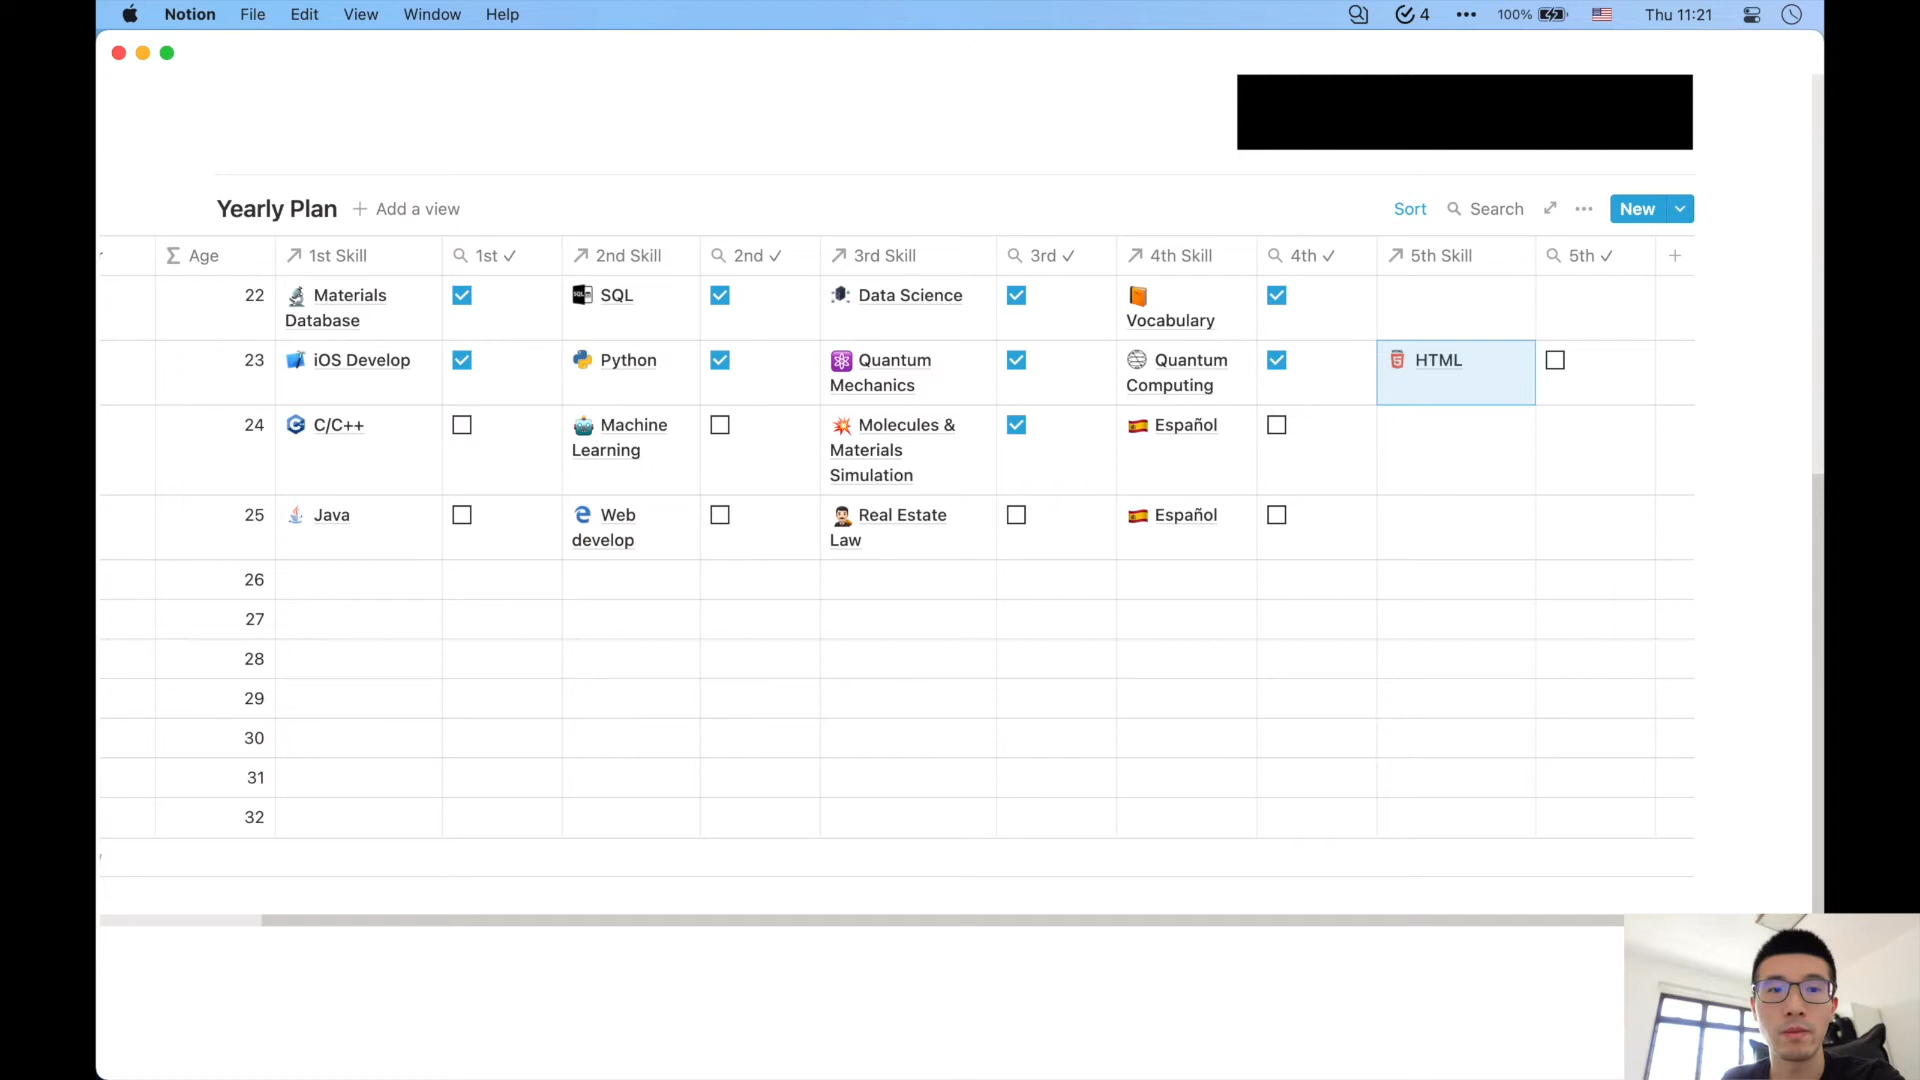 Notion File Edit View Window Help 4 100% Thu 11:21
Yearly Plan Add a view Sort Search New
Age 1st Skill 1st ✓ 2nd Skill 2nd ✓ 3rd Skill 3rd ✓ 4th Skill 4th ✓ 5th Skill 5th ✓
22 Materials SQL Data Science
Database Vocabulary
23 iOS Develop Python Quantum Quantum HTML
Mechanics Computing
24 C/C++ Machine Molecules & Español
Learning Materials
Simulation
25 Java Web Real Estate Español
develop Law
26
27
28
29
30
31
32